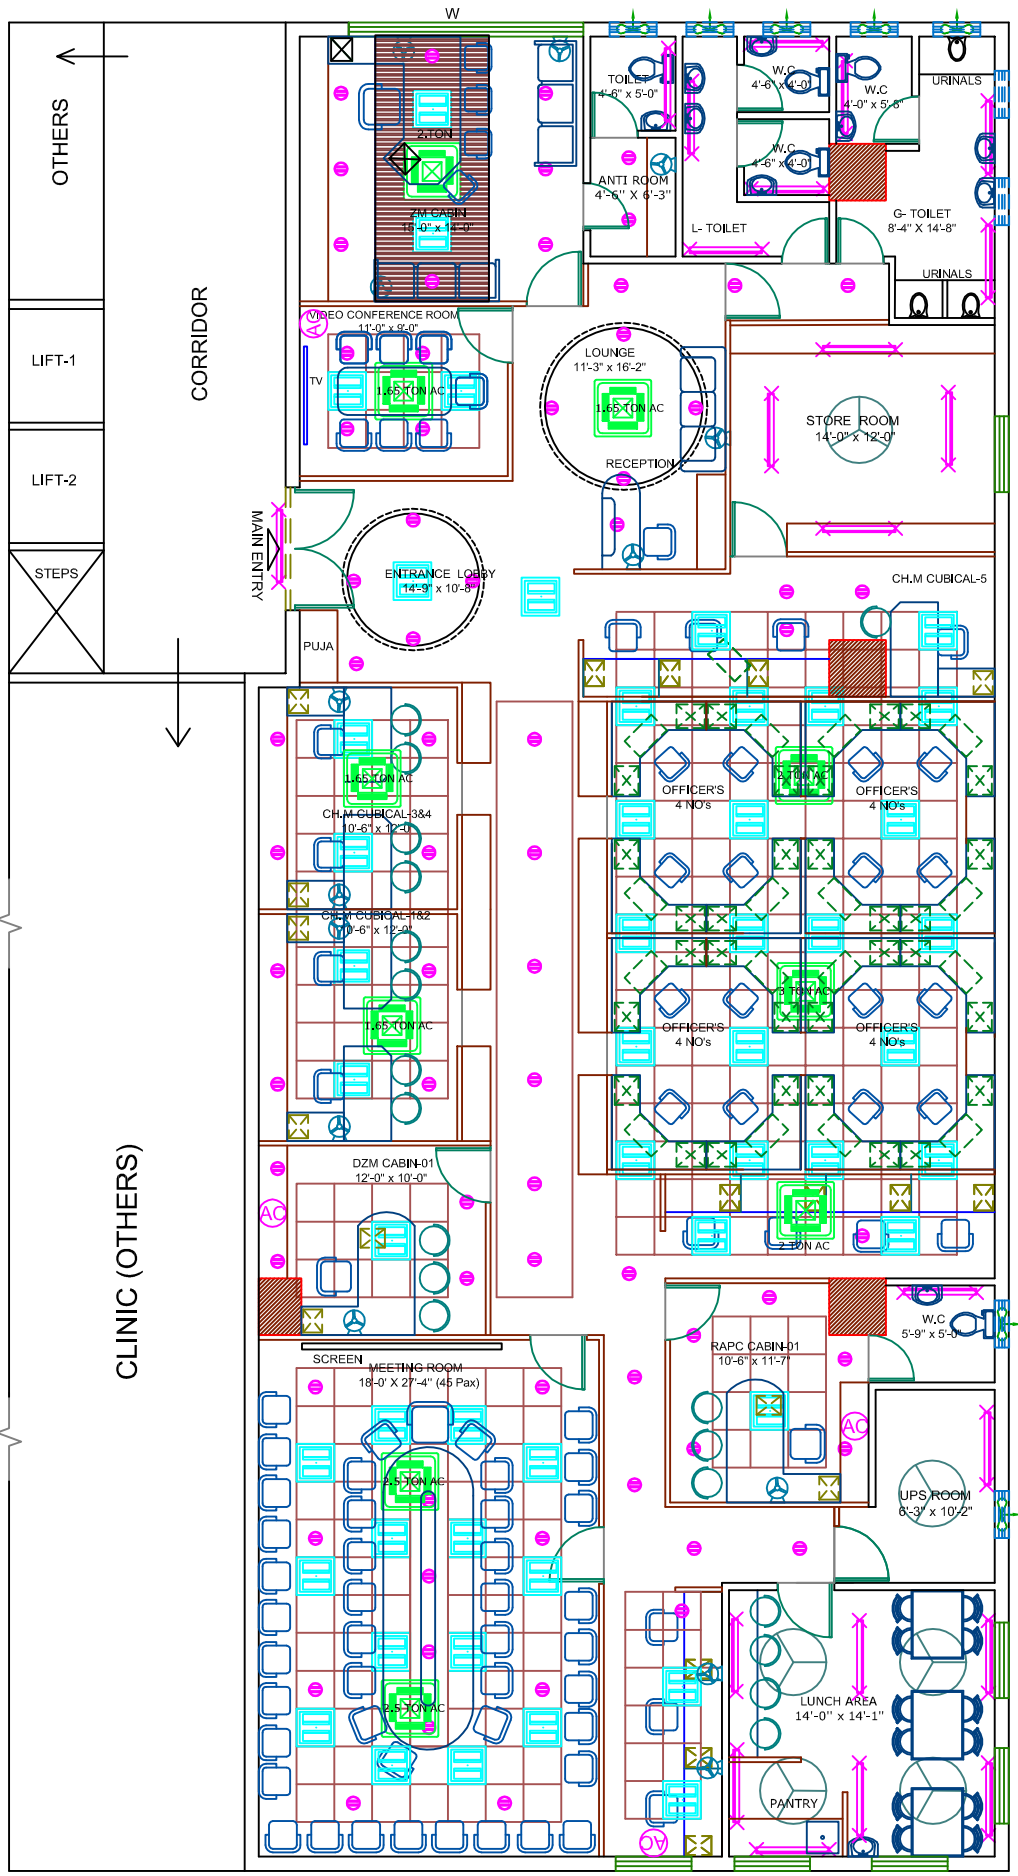 W
OTHERS
CORRIDOR
LIFT-1
LIFT-2
STEPS
MAIN ENTRY
2.TON
ZM CABIN
15'-0" x 14'-0"
TOILET
4'-6" x 5'-0"
W.C
4'-6" x 4'-0"
W.C
4'-0" x 5'-8"
URINALS
W.C
4'-6" x 4'-0"
ANTI ROOM
4'-6" X 6'-3"
L- TOILET
G- TOILET
8'-4" X 14'-8"
URINALS
VIDEO CONFERENCE ROOM
11'-0" x 9'-0"
AC
TV
1.65 TON AC
LOUNGE
11'-3" x 16'-2"
1.65 TON AC
RECEPTION
STORE ROOM
14'-0" x 12'-0"
ENTRANCE LOBBY
14'-9" x 10'-8"
CH.M CUBICAL-5
PUJA
1.65 TON AC
CH.M CUBICAL-3&4
10'-6" x 12'-0
2 TON AC
OFFICER'S
4 NO's
OFFICER'S
4 NO's
CH.M CUBICAL-1&2
10'-6" x 12'-0"
1.65 TON AC
3 TON AC
OFFICER'S
4 NO's
OFFICER'S
4 NO's
CLINIC (OTHERS)
DZM CABIN-01
12'-0" x 10'-0"
AC
2 TON AC
SCREEN
MEETING ROOM
18'-0' X 27'-4" (45 Pax)
2.5 TON AC
2.5 TON AC
RAPC CABIN-01
10'-6" x 11'-7"
AC
W.C
5'-9" x 5'-0"
UPS ROOM
6'-3" x 10'-2"
LUNCH AREA
14'-0" x 14'-1"
PANTRY
AC